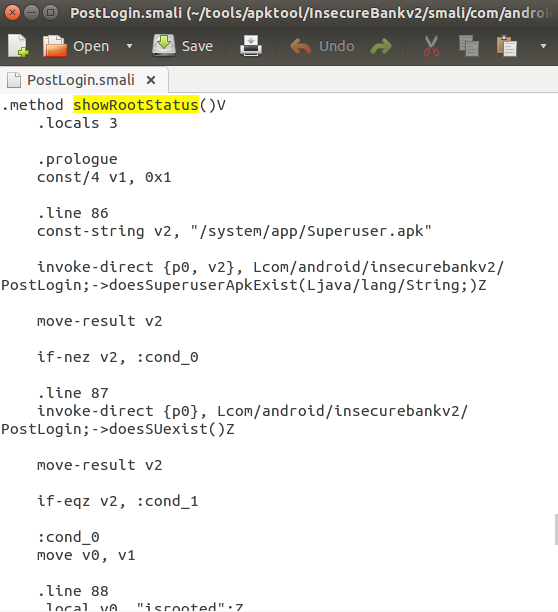 PostLogin.smali (~/tools/apktool/InsecureBankv2/smali/com/androi
Open
Save
Undo
PostLogin.smali ×
.method showRootStatus()V
.locals 3
.prologue
const/4 v1, 0x1
.line 86
const-string v2, "/system/app/Superuser.apk"
invoke-direct {p0, v2}, Lcom/android/insecurebankv2/
PostLogin;->doesSuperuserApkExist(Ljava/lang/String;)Z
move-result v2
if-nez v2, :cond_0
.line 87
invoke-direct {p0}, Lcom/android/insecurebankv2/
PostLogin;->doesSUexist()Z
move-result v2
if-eqz v2, :cond_1
:cond_0
move v0, v1
.line 88
.local v0, "isrooted":Z